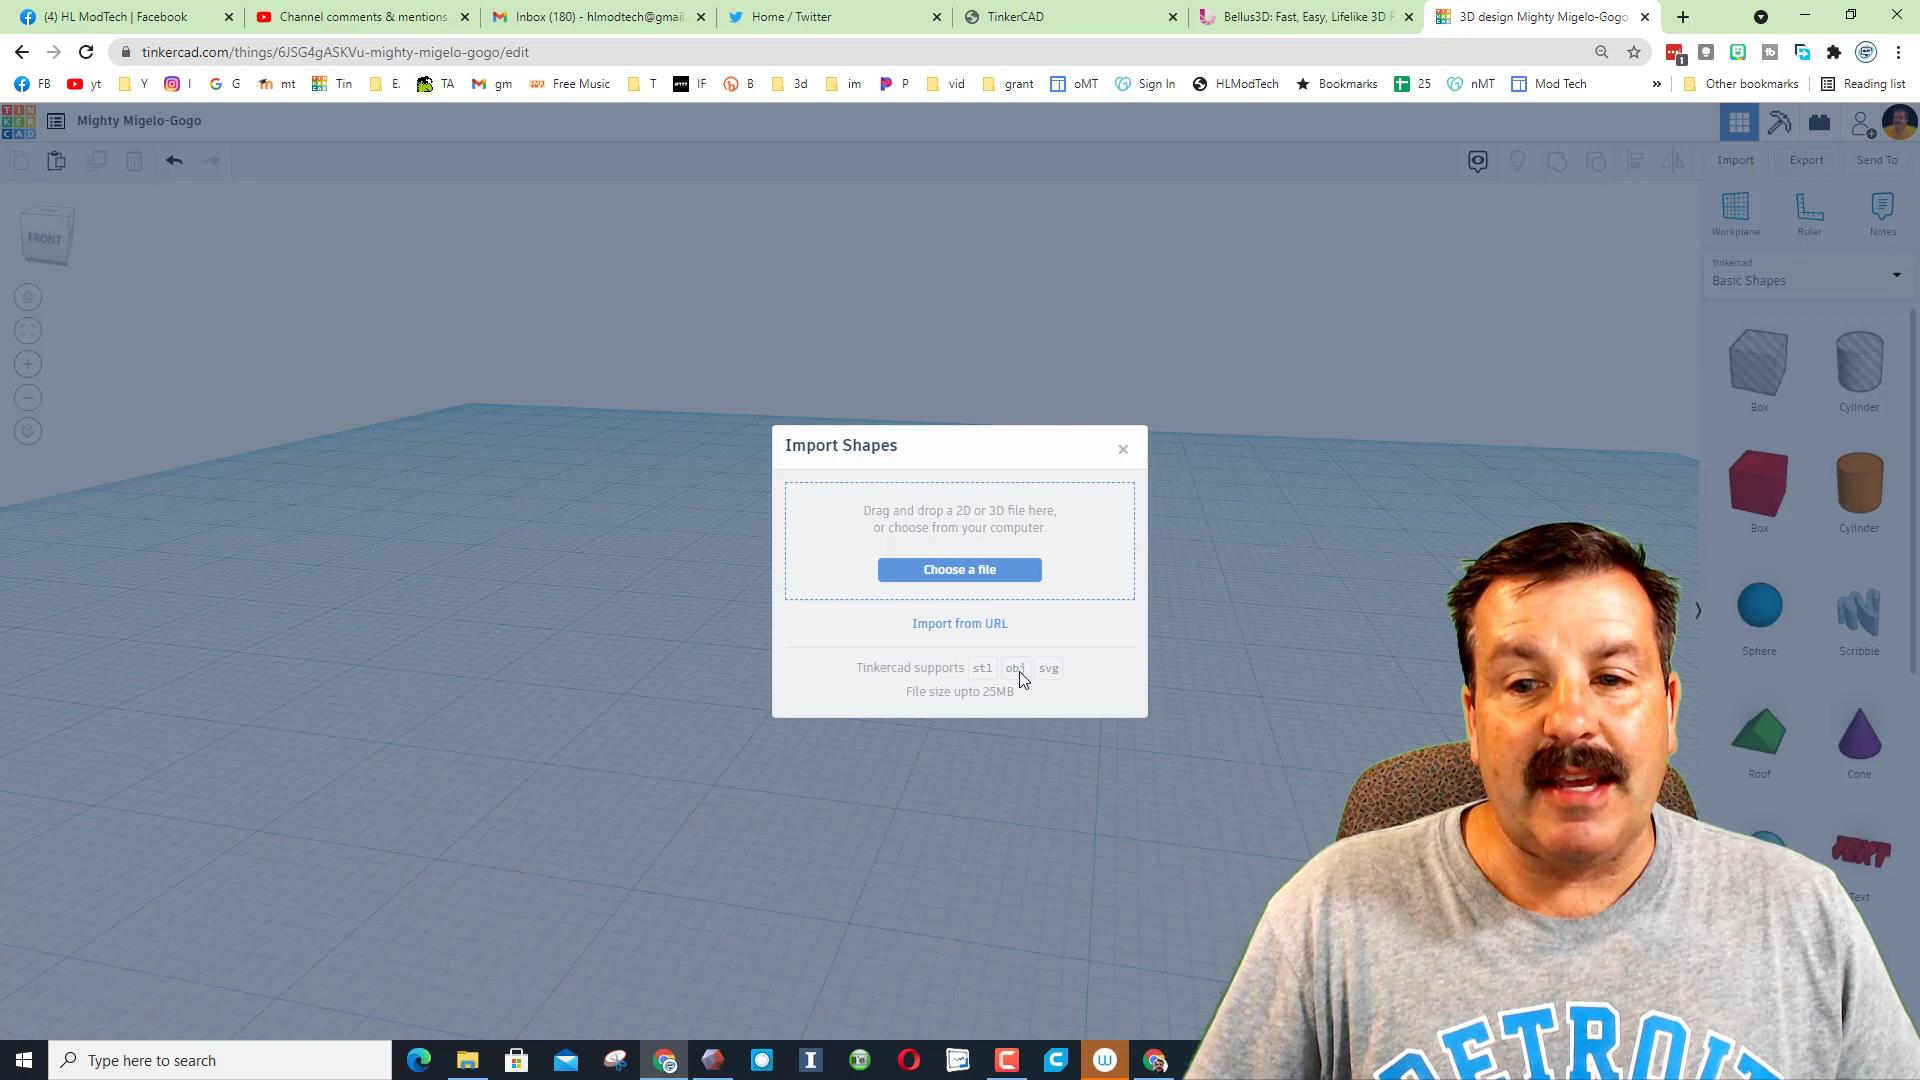 (4) HL ModTech | Facebook
Channel comments & mentions
Inbox (180) - hlmodtech@gmail
Home / Twitter
TinkerCAD
Bellus3D: Fast, Easy, Lifelike 3D F
3D design Mighty Migelo-Gogo
tinkercad.com/things/6JSG4gASKVu-mighty-migelo-gogo/edit
1
FB
yt
Y
I
G
mt
Tin
E.
TA
gm
Free Music
T
IF
B
3d
im
P
vid
grant
oMT
Sign In
HLModTech
Bookmarks
25
nMT
Mod Tech
»
Other bookmarks
Reading list
TIN
KER
CAD
Mighty Migelo-Gogo
Import
Export
Send To
FRONT
Workplane
Ruler
Notes
Tinkercad
Basic Shapes
Box
Cylinder
Box
Cylinder
Sphere
Scribble
Roof
Cone
TEXT
Text
Import Shapes
Drag and drop a 2D or 3D file here,
or choose from your computer.
Choose a file
Import from URL
Tinkercad supports stl obj svg
File size upto 25MB
DETROIT
Type here to search